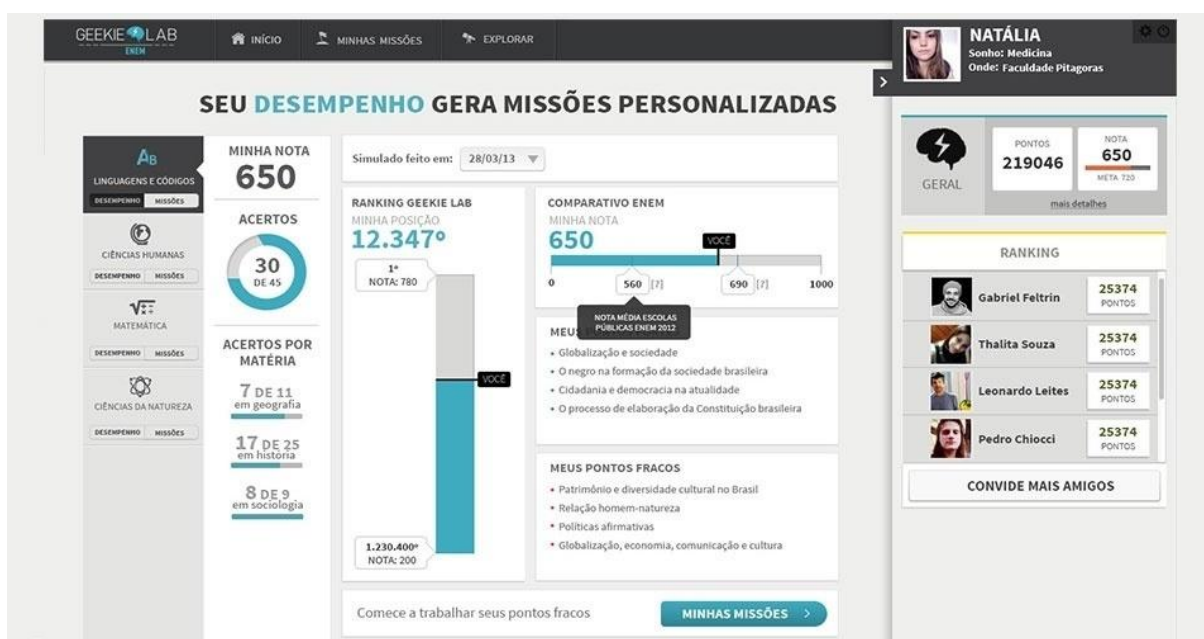 GEEKIE LAB
ENEM
INÍCIO
MINHAS MISSÕES
EXPLORAR
NATÁLIA
Sonho: Medicina
Onde: Faculdade Pitagoras
SEU DESEMPENHO GERA MISSÕES PERSONALIZADAS
AB
LINGUAGENS E CÓDIGOS
DESEMPENHO MISSÕES
CIÊNCIAS HUMANAS
DESEMPENHO MISSÕES
MATEMÁTICA
DESEMPENHO MISSÕES
CIÊNCIAS DA NATUREZA
DESEMPENHO MISSÕES
MINHA NOTA
650
ACERTOS
30
DE 45
ACERTOS POR
MATÉRIA
7 DE 11
em geografia
17 DE 25
em história
8 DE 9
em sociologia
Simulado feito em: 28/03/13
RANKING GEEKIE LAB
MINHA POSIÇÃO
12.347º
1º
NOTA: 780
VOCÊ
1.230.400º
NOTA: 200
COMPARATIVO ENEM
MINHA NOTA
650
VOCÊ
0
560 [?]
690 [?]
1000
NOTA MÉDIA ESCOLAS
PÚBLICAS ENEM 2012
MEUS
• Globalização e sociedade
• O negro na formação da sociedade brasileira
• Cidadania e democracia na atualidade
• O processo de elaboração da Constituição brasileira
MEUS PONTOS FRACOS
• Patrimônio e diversidade cultural no Brasil
• Relação homem-natureza
• Políticas afirmativas
• Globalização, economia, comunicação e cultura
Comece a trabalhar seus pontos fracos
MINHAS MISSÕES >
GERAL
PONTOS
219046
NOTA
650
META 720
mais detalhes
RANKING
Gabriel Feltrin
25374
PONTOS
Thalita Souza
25374
PONTOS
Leonardo Leites
25374
PONTOS
Pedro Chiocci
25374
PONTOS
CONVIDE MAIS AMIGOS